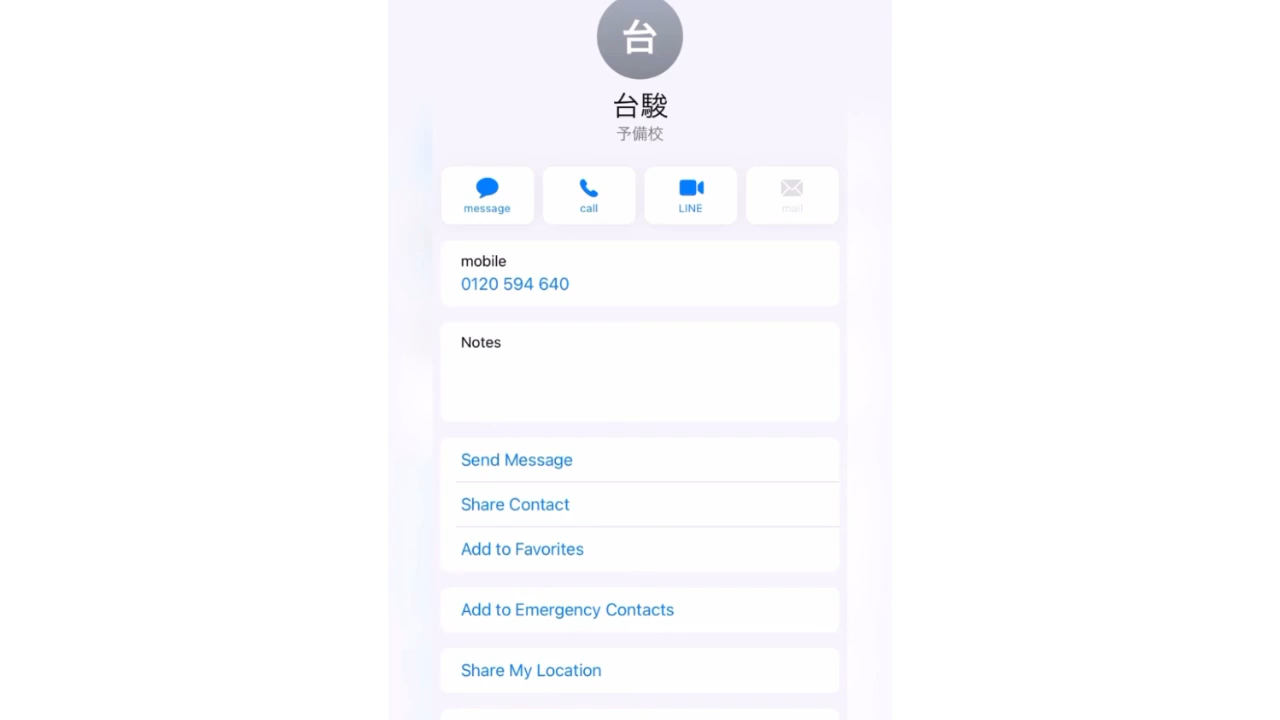 台
台駿
予備校
message
call
LINE
mail
mobile
0120 594 640
Notes
Send Message
Share Contact
Add to Favorites
Add to Emergency Contacts
Share My Location